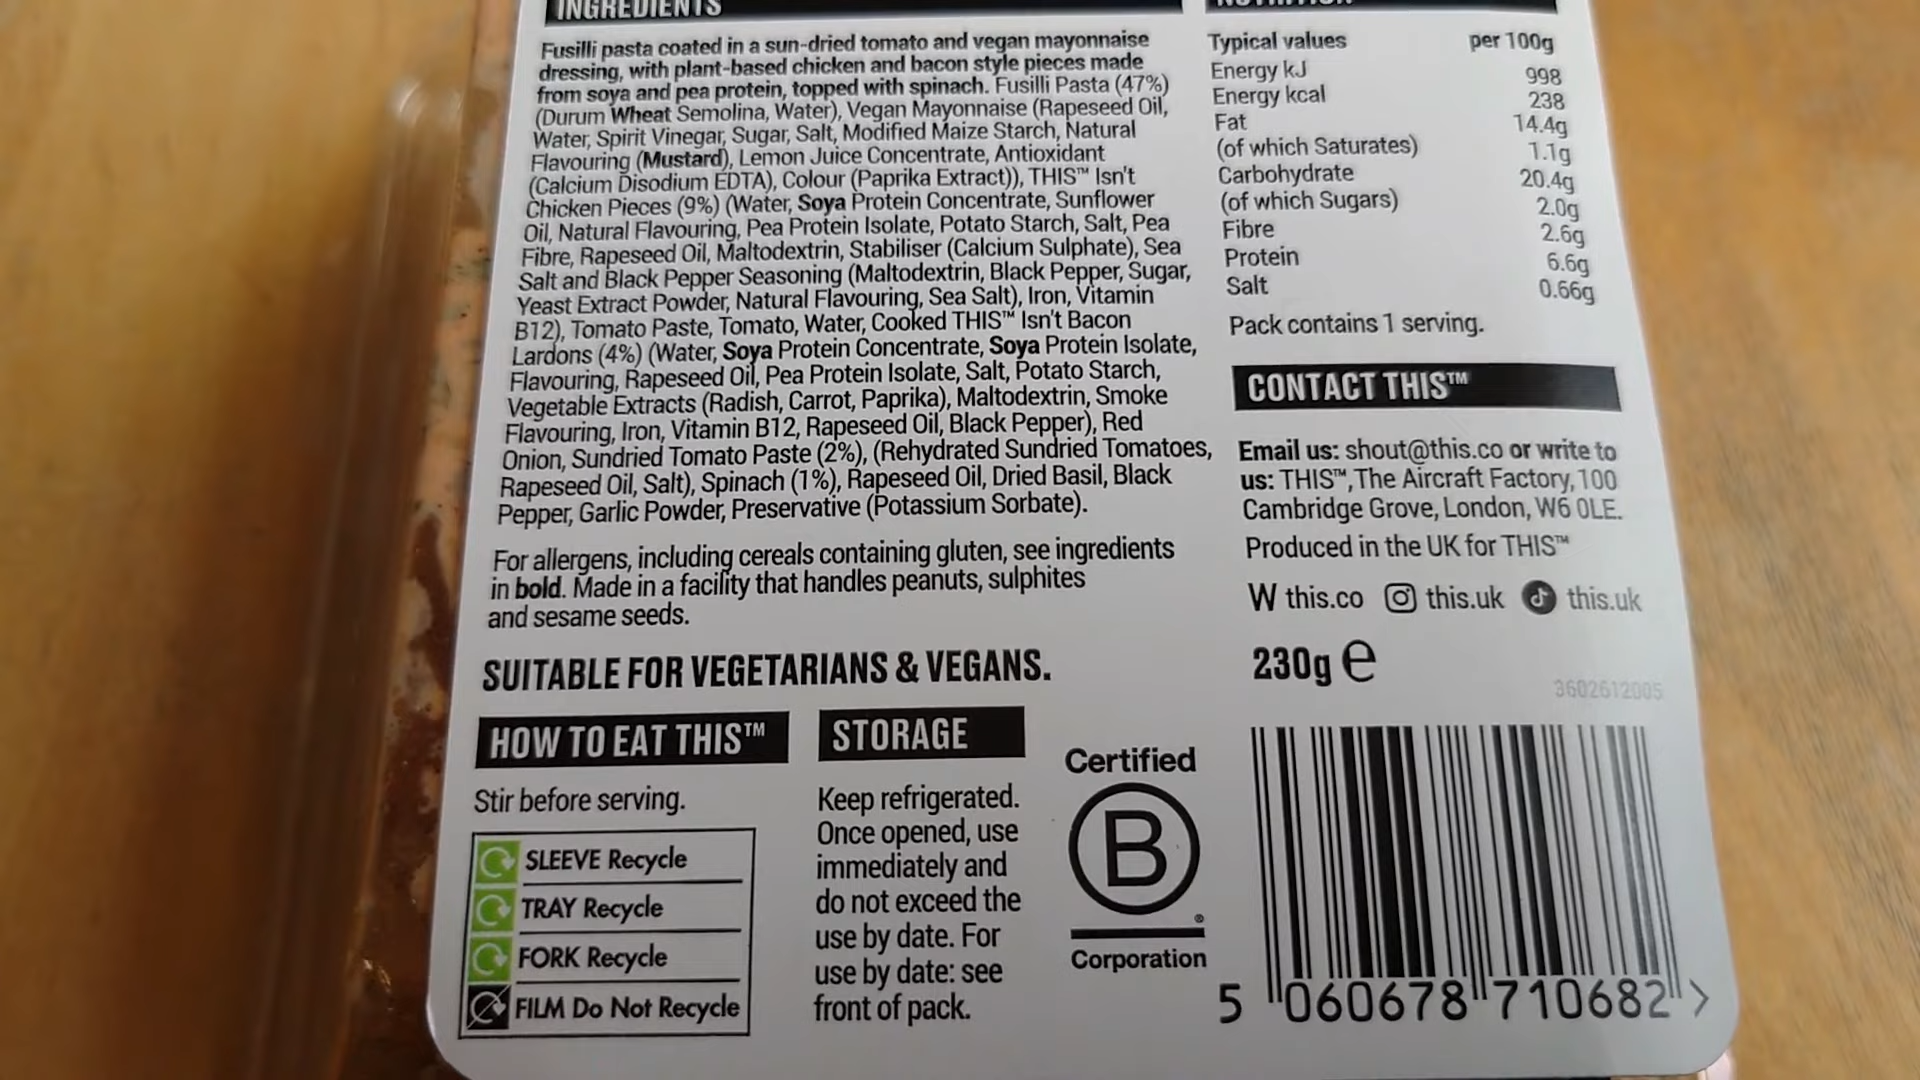 INGREDIENTS
Fusilli pasta coated in a sun-dried tomato and vegan mayonnaise
dressing, with plant-based chicken and bacon style pieces made
from soya and pea protein, topped with spinach. Fusilli Pasta (47%)
(Durum Wheat Semolina, Water), Vegan Mayonnaise (Rapeseed Oil,
Water, Spirit Vinegar, Sugar, Salt, Modified Maize Starch, Natural
Flavouring (Mustard), Lemon Juice Concentrate, Antioxidant
(Calcium Disodium EDTA), Colour (Paprika Extract)), THIS™ Isn't
Chicken Pieces (9%) (Water, Soya Protein Concentrate, Sunflower
Oil, Natural Flavouring, Pea Protein Isolate, Potato Starch, Salt, Pea
Fibre, Rapeseed Oil, Maltodextrin, Stabiliser (Calcium Sulphate), Sea
Salt and Black Pepper Seasoning (Maltodextrin, Black Pepper, Sugar,
Yeast Extract Powder, Natural Flavouring, Sea Salt), Iron, Vitamin
B12), Tomato Paste, Tomato, Water, Cooked THIS™ Isn't Bacon
Lardons (4%) (Water, Soya Protein Concentrate, Soya Protein Isolate,
Flavouring, Rapeseed Oil, Pea Protein Isolate, Salt, Potato Starch,
Vegetable Extracts (Radish, Carrot, Paprika), Maltodextrin, Smoke
Flavouring, Iron, Vitamin B12, Rapeseed Oil, Black Pepper), Red
Onion, Sundried Tomato Paste (2%), (Rehydrated Sundried Tomatoes,
Rapeseed Oil, Salt), Spinach (1%), Rapeseed Oil, Dried Basil, Black
Pepper, Garlic Powder, Preservative (Potassium Sorbate).
For allergens, including cereals containing gluten, see ingredients
in bold. Made in a facility that handles peanuts, sulphites
and sesame seeds.
SUITABLE FOR VEGETARIANS & VEGANS.
HOW TO EAT THIS™
Stir before serving.
SLEEVE Recycle
TRAY Recycle
FORK Recycle
FILM Do Not Recycle
STORAGE
Keep refrigerated.
Once opened, use
immediately and
do not exceed the
use by date. For
use by date: see
front of pack.
Certified
B
®
Corporation
Typical values per 100g
Energy kJ 998
Energy kcal 238
Fat 14.4g
(of which Saturates) 1.1g
Carbohydrate 20.4g
(of which Sugars) 2.0g
Fibre 2.6g
Protein 6.6g
Salt 0.66g
Pack contains 1 serving.
CONTACT THIS™
Email us: shout@this.co or write to
us: THIS™, The Aircraft Factory, 100
Cambridge Grove, London, W6 0LE.
Produced in the UK for THIS™
W this.co this.uk this.uk
230g e
3602612005
5 060678 710682 >